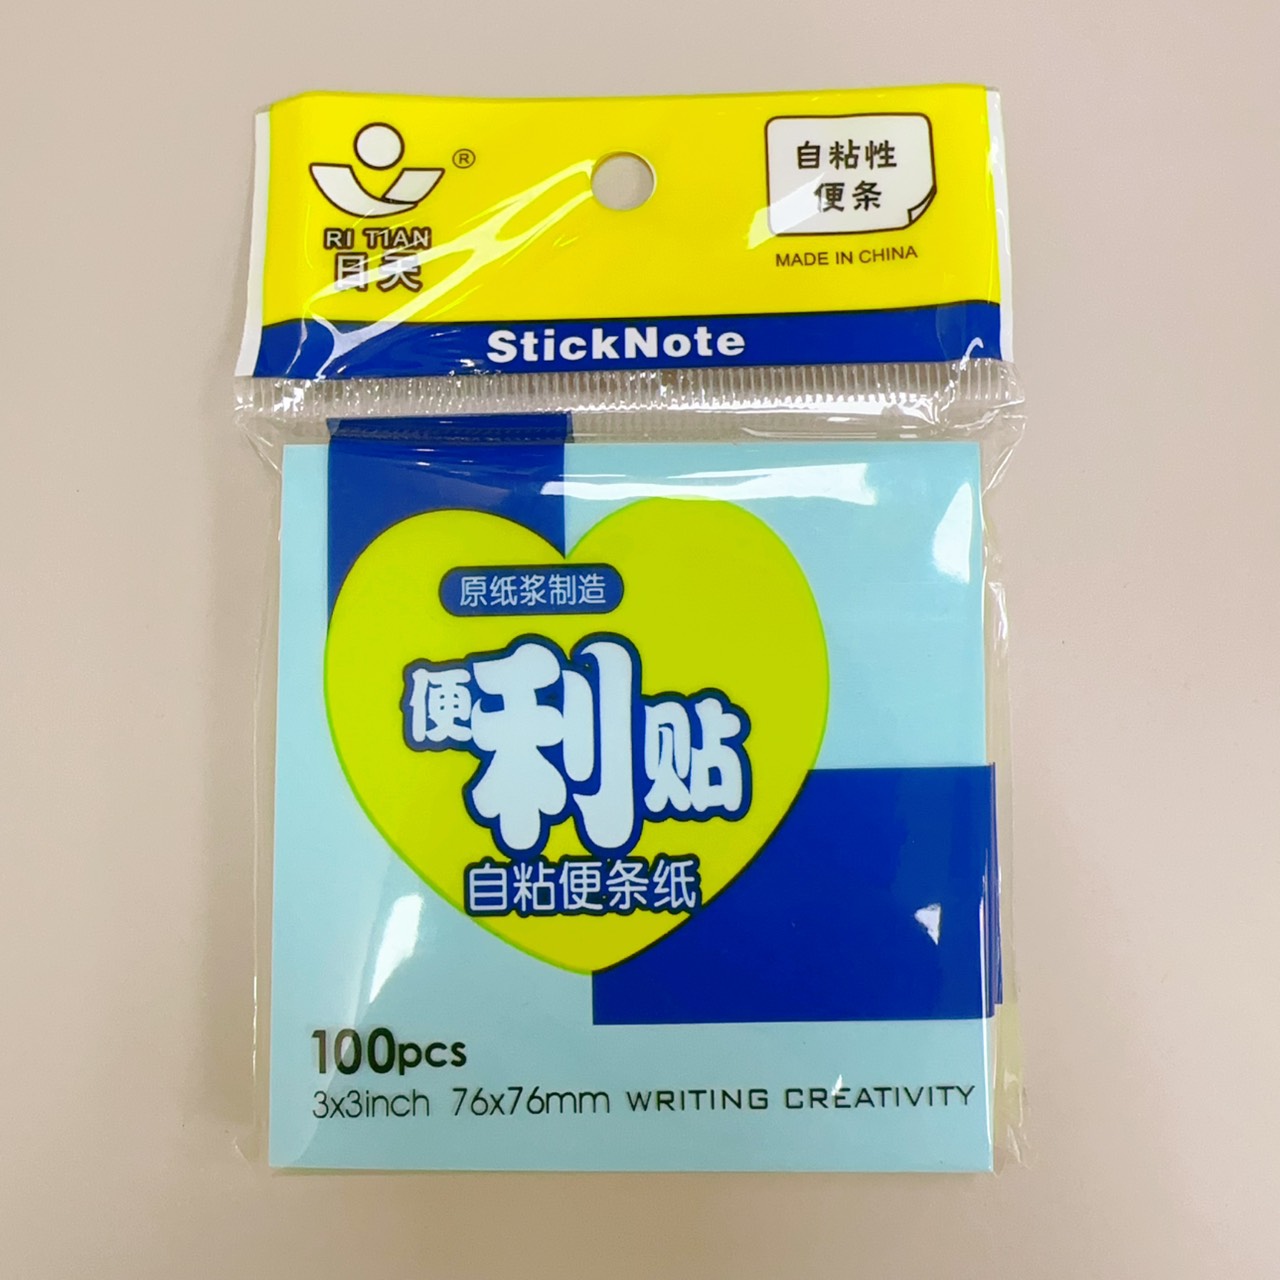 ®
RI TIAN
日天
自粘性
便条
MADE IN CHINA
StickNote
原纸浆制造
便利贴
自粘便条纸
100pcs
3x3inch 76x76mm WRITING CREATIVITY